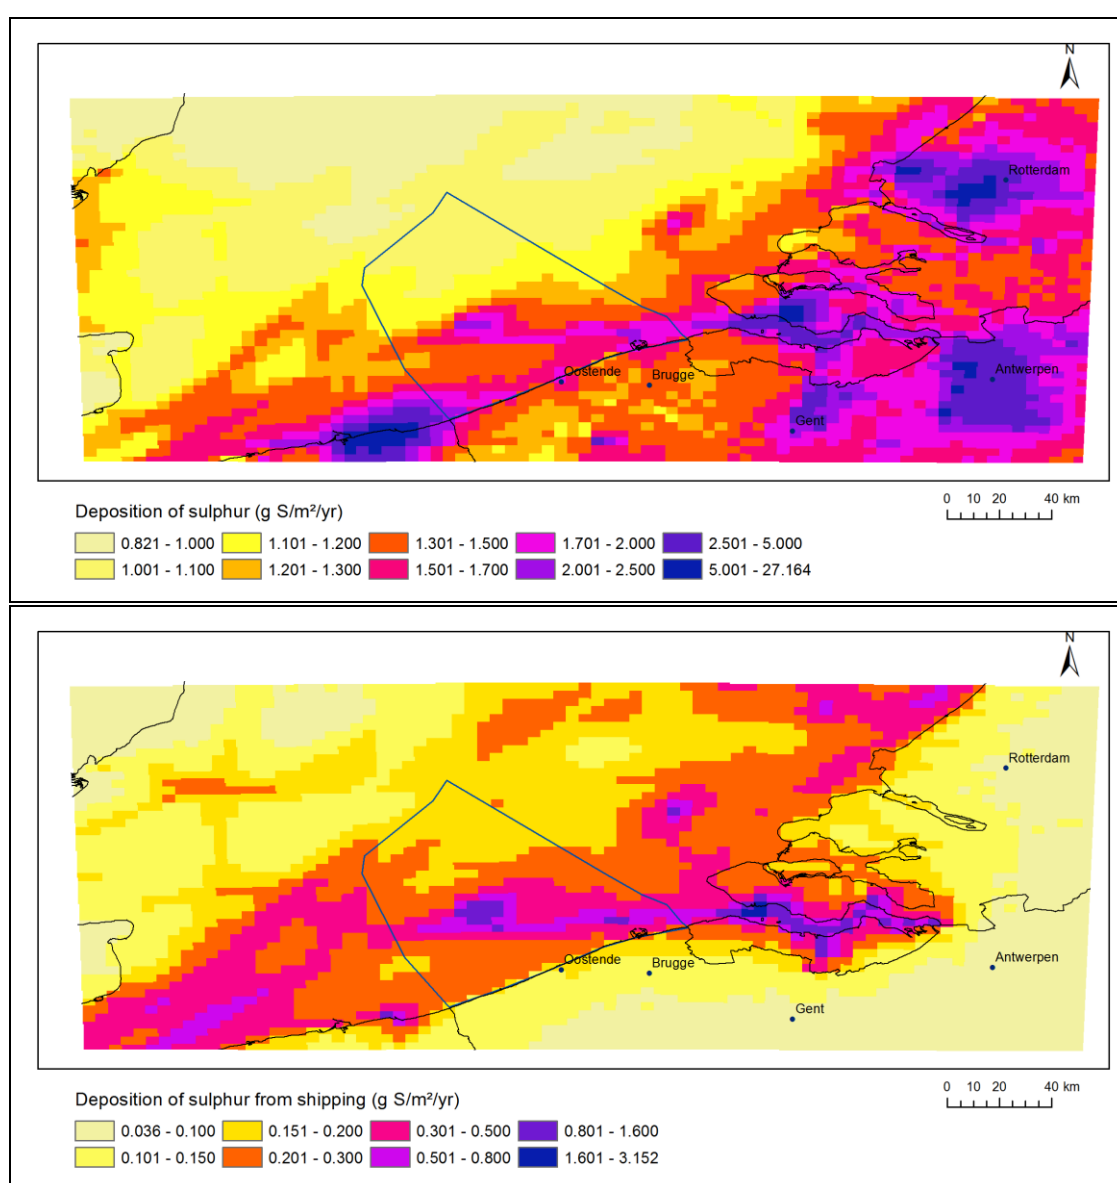 N
Rotterdam
Oostende
Brugge
Antwerpen
Gent
Deposition of sulphur (g S/m²/yr)
0 10 20 40 km
0.821 - 1.000 1.101 - 1.200 1.301 - 1.500 1.701 - 2.000 2.501 - 5.000
1.001 - 1.100 1.201 - 1.300 1.501 - 1.700 2.001 - 2.500 5.001 - 27.164
N
Rotterdam
Oostende
Brugge
Antwerpen
Gent
Deposition of sulphur from shipping (g S/m²/yr)
0 10 20 40 km
0.036 - 0.100 0.151 - 0.200 0.301 - 0.500 0.801 - 1.600
0.101 - 0.150 0.201 - 0.300 0.501 - 0.800 1.601 - 3.152